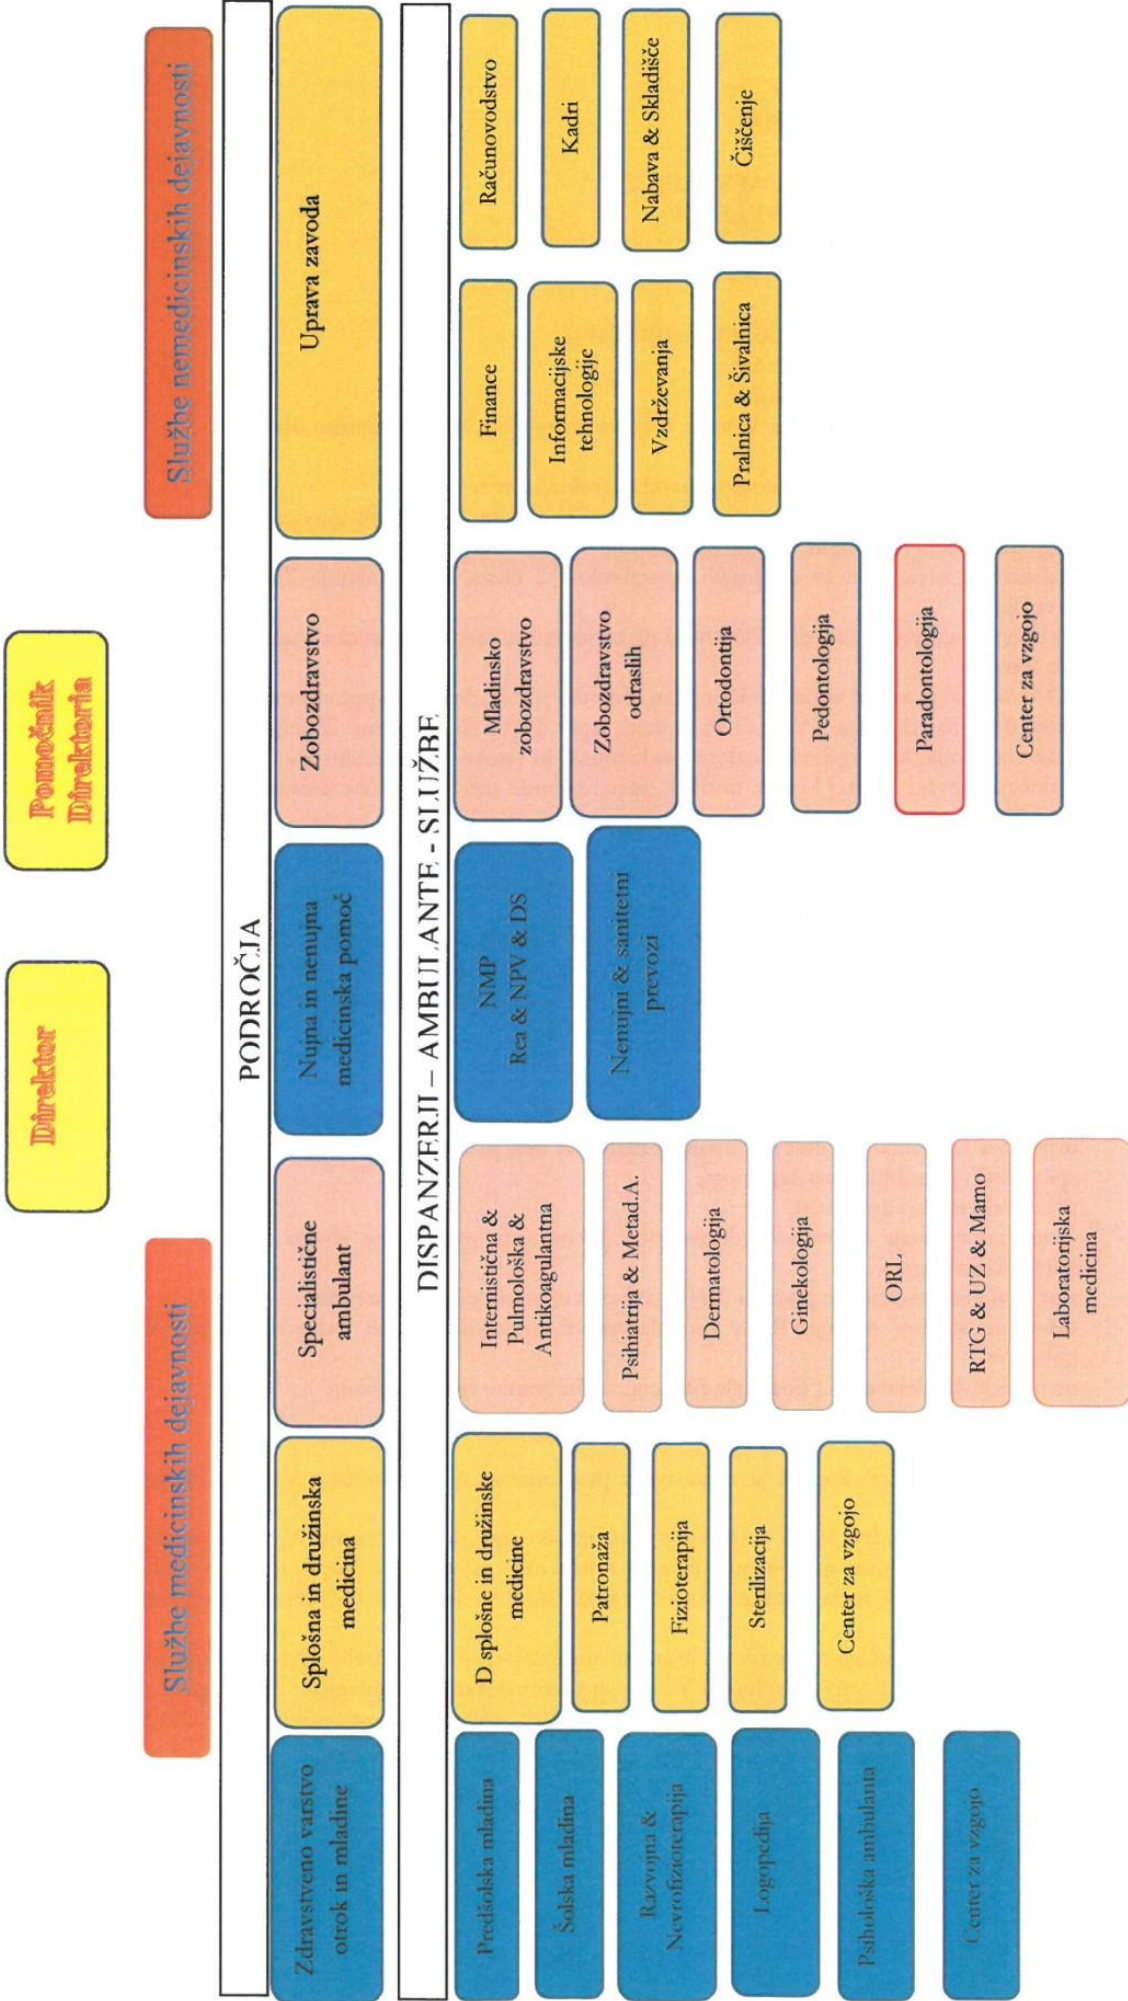 Direktor
Pomočnik
Direktorja
Službe medicinskih dejavnosti
Službe nemedicinskih dejavnosti
PODROČJA
Zdravstveno varstvo
otrok in mladine
Splošna in družinska
medicina
Specialistične
ambulant
Nujna in nenujna
medicinska pomoč
Zobozdravstvo
Uprava zavoda
DISPANZERJI – AMBULANTE - SLUŽBE
Predšolska mladina
Šolska mladina
Razvojna &
Nevrofizioterapija
Logopedija
Psihološka ambulanta
Center za vzgojo
D splošne in družinske
medicine
Patronaža
Fizioterapija
Sterilizacija
Center za vzgojo
Internistična &
Pulmološka &
Antikoagulantna
Psihiatrija & Metad.A.
Dermatologija
Ginekologija
ORL
RTG & UZ & Mamo
Laboratorijska
medicina
NMP
Rea & NPV & DS
Nenujni & sanitetni
prevozi
Mladinsko
zobozdravstvo
Zobozdravstvo
odraslih
Ortodontija
Pedontologija
Paradontologija
Center za vzgojo
Finance
Informacijske
tehnologije
Vzdrževanja
Pralnica & Šivalnica
Računovodstvo
Kadri
Nabava & Skladišče
Čiščenje